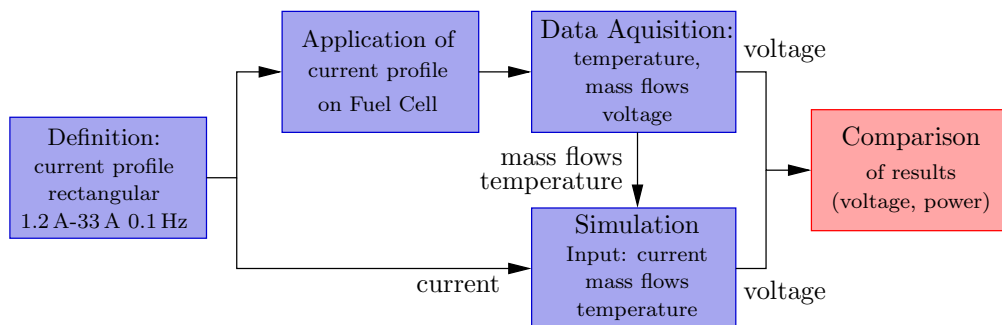 Definition:
current profile
rectangular
1.2 A-33 A 0.1 Hz
Application of
current profile
on Fuel Cell
Data Aquisition:
temperature,
mass flows
voltage
voltage
mass flows
temperature
current
Simulation
Input: current
mass flows
temperature
voltage
Comparison
of results
(voltage, power)